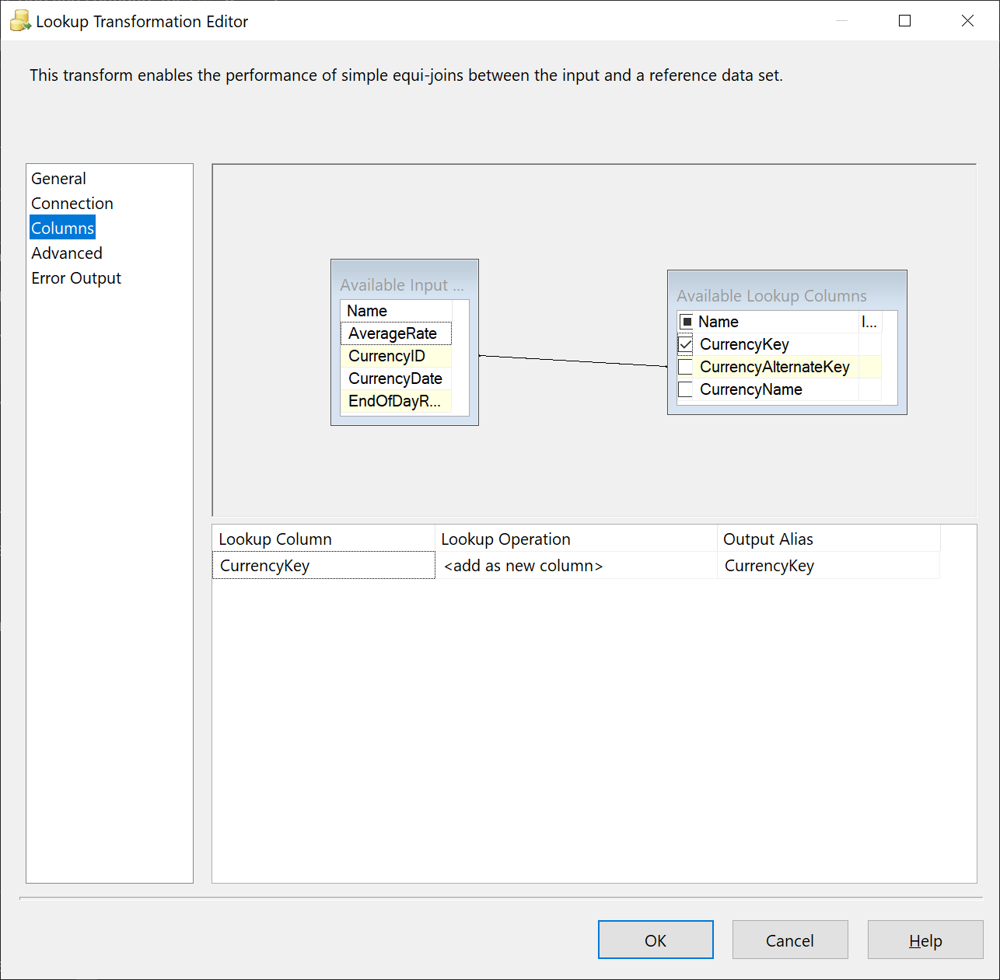 Lookup Transformation Editor
This transform enables the performance of simple equi-joins between the input and a reference data set.
General
Connection
Columns
Advanced
Error Output
Available Input ...
Name
AverageRate
CurrencyID
CurrencyDate
EndOfDayR...
Available Lookup Columns
Name I...
CurrencyKey
CurrencyAlternateKey
CurrencyName
Lookup Column Lookup Operation Output Alias
CurrencyKey <add as new column> CurrencyKey
OK Cancel Help